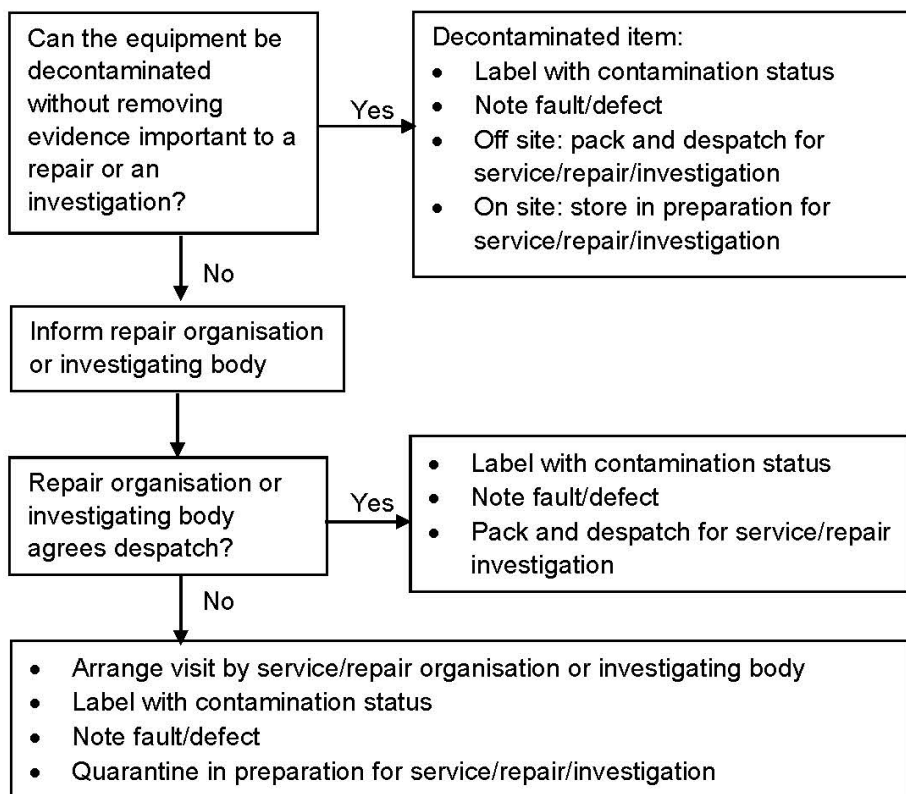 Can the equipment be
decontaminated
without removing
evidence important to a
repair or an
investigation?
Yes
Decontaminated item:
• Label with contamination status
• Note fault/defect
• Off site: pack and despatch for
service/repair/investigation
• On site: store in preparation for
service/repair/investigation
No
Inform repair organisation
or investigating body
Repair organisation or
investigating body
agrees despatch?
Yes
• Label with contamination status
• Note fault/defect
• Pack and despatch for service/repair
investigation
No
• Arrange visit by service/repair organisation or investigating body
• Label with contamination status
• Note fault/defect
• Quarantine in preparation for service/repair/investigation